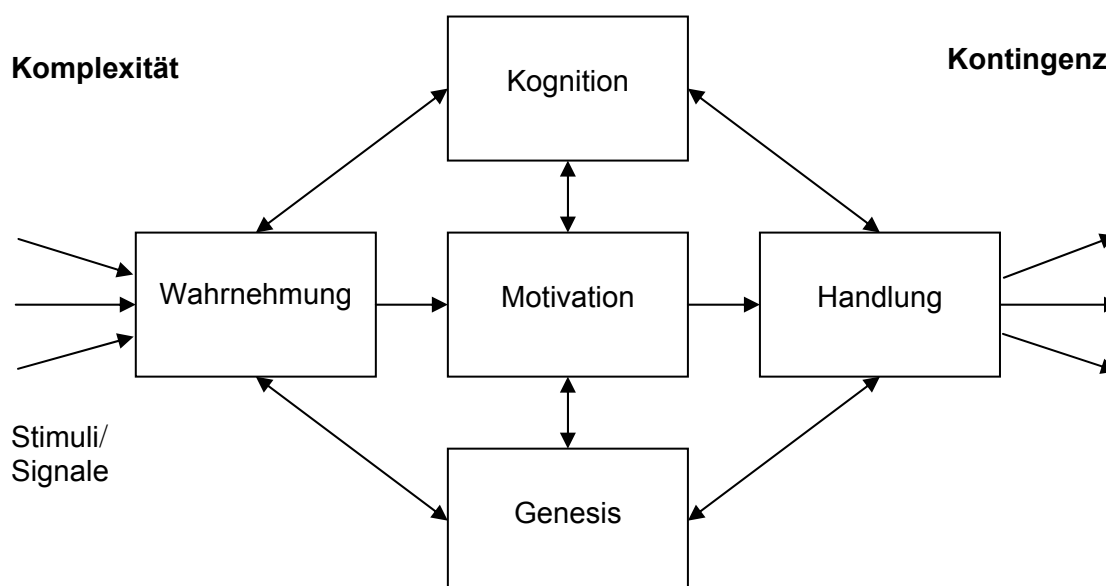 Komplexität
Kognition
Kontingenz
Wahrnehmung
Motivation
Handlung
Stimuli/
Signale
Genesis